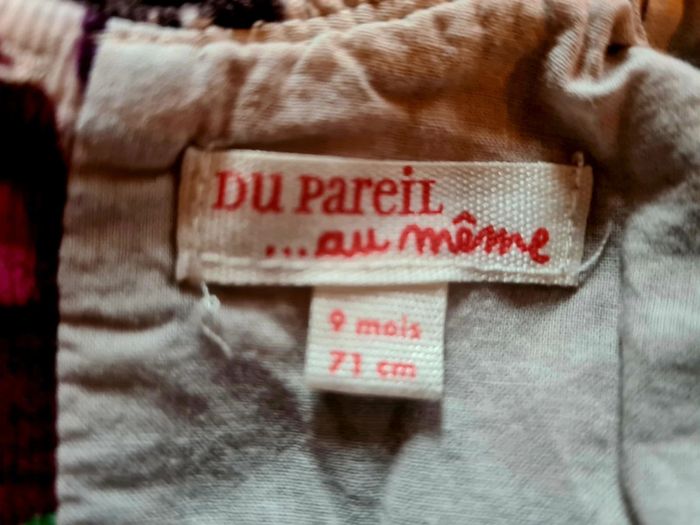 DU PAREIL
...au même
9 mois
71 cm